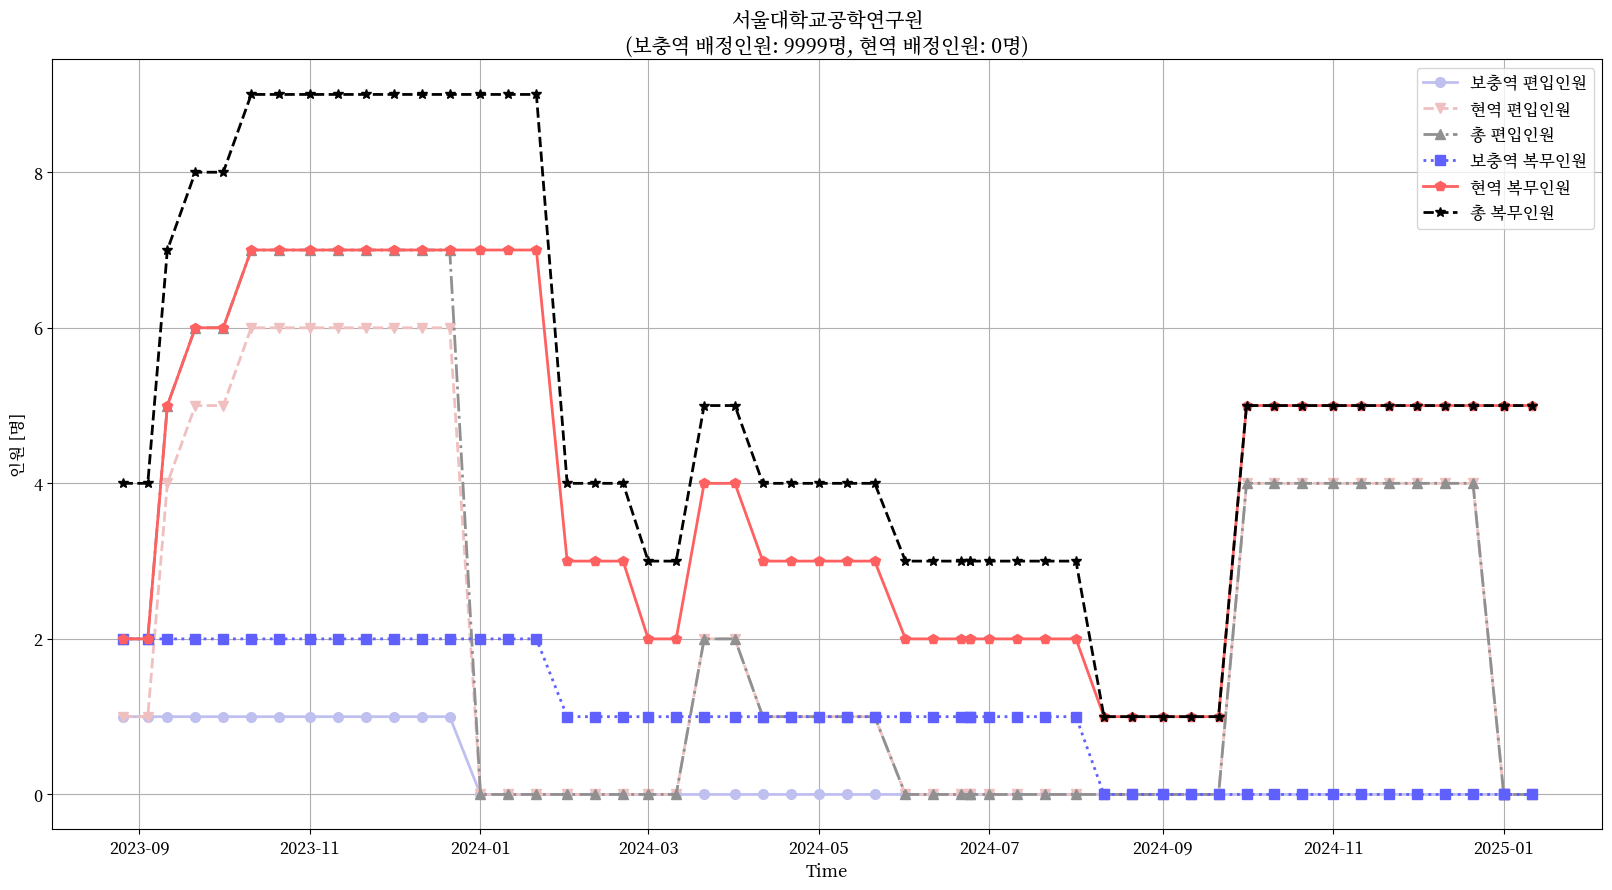 서울대학교공학연구원
(보충역 배정인원: 9999명, 현역 배정인원: 0명)
보충역 편입인원
현역 편입인원
총 편입인원
보충역 복무인원
현역 복무인원
총 복무인원
인원 [명]
8
6
4
2
0
2023-09
2023-11
2024-01
2024-03
2024-05
2024-07
2024-09
2024-11
2025-01
Time